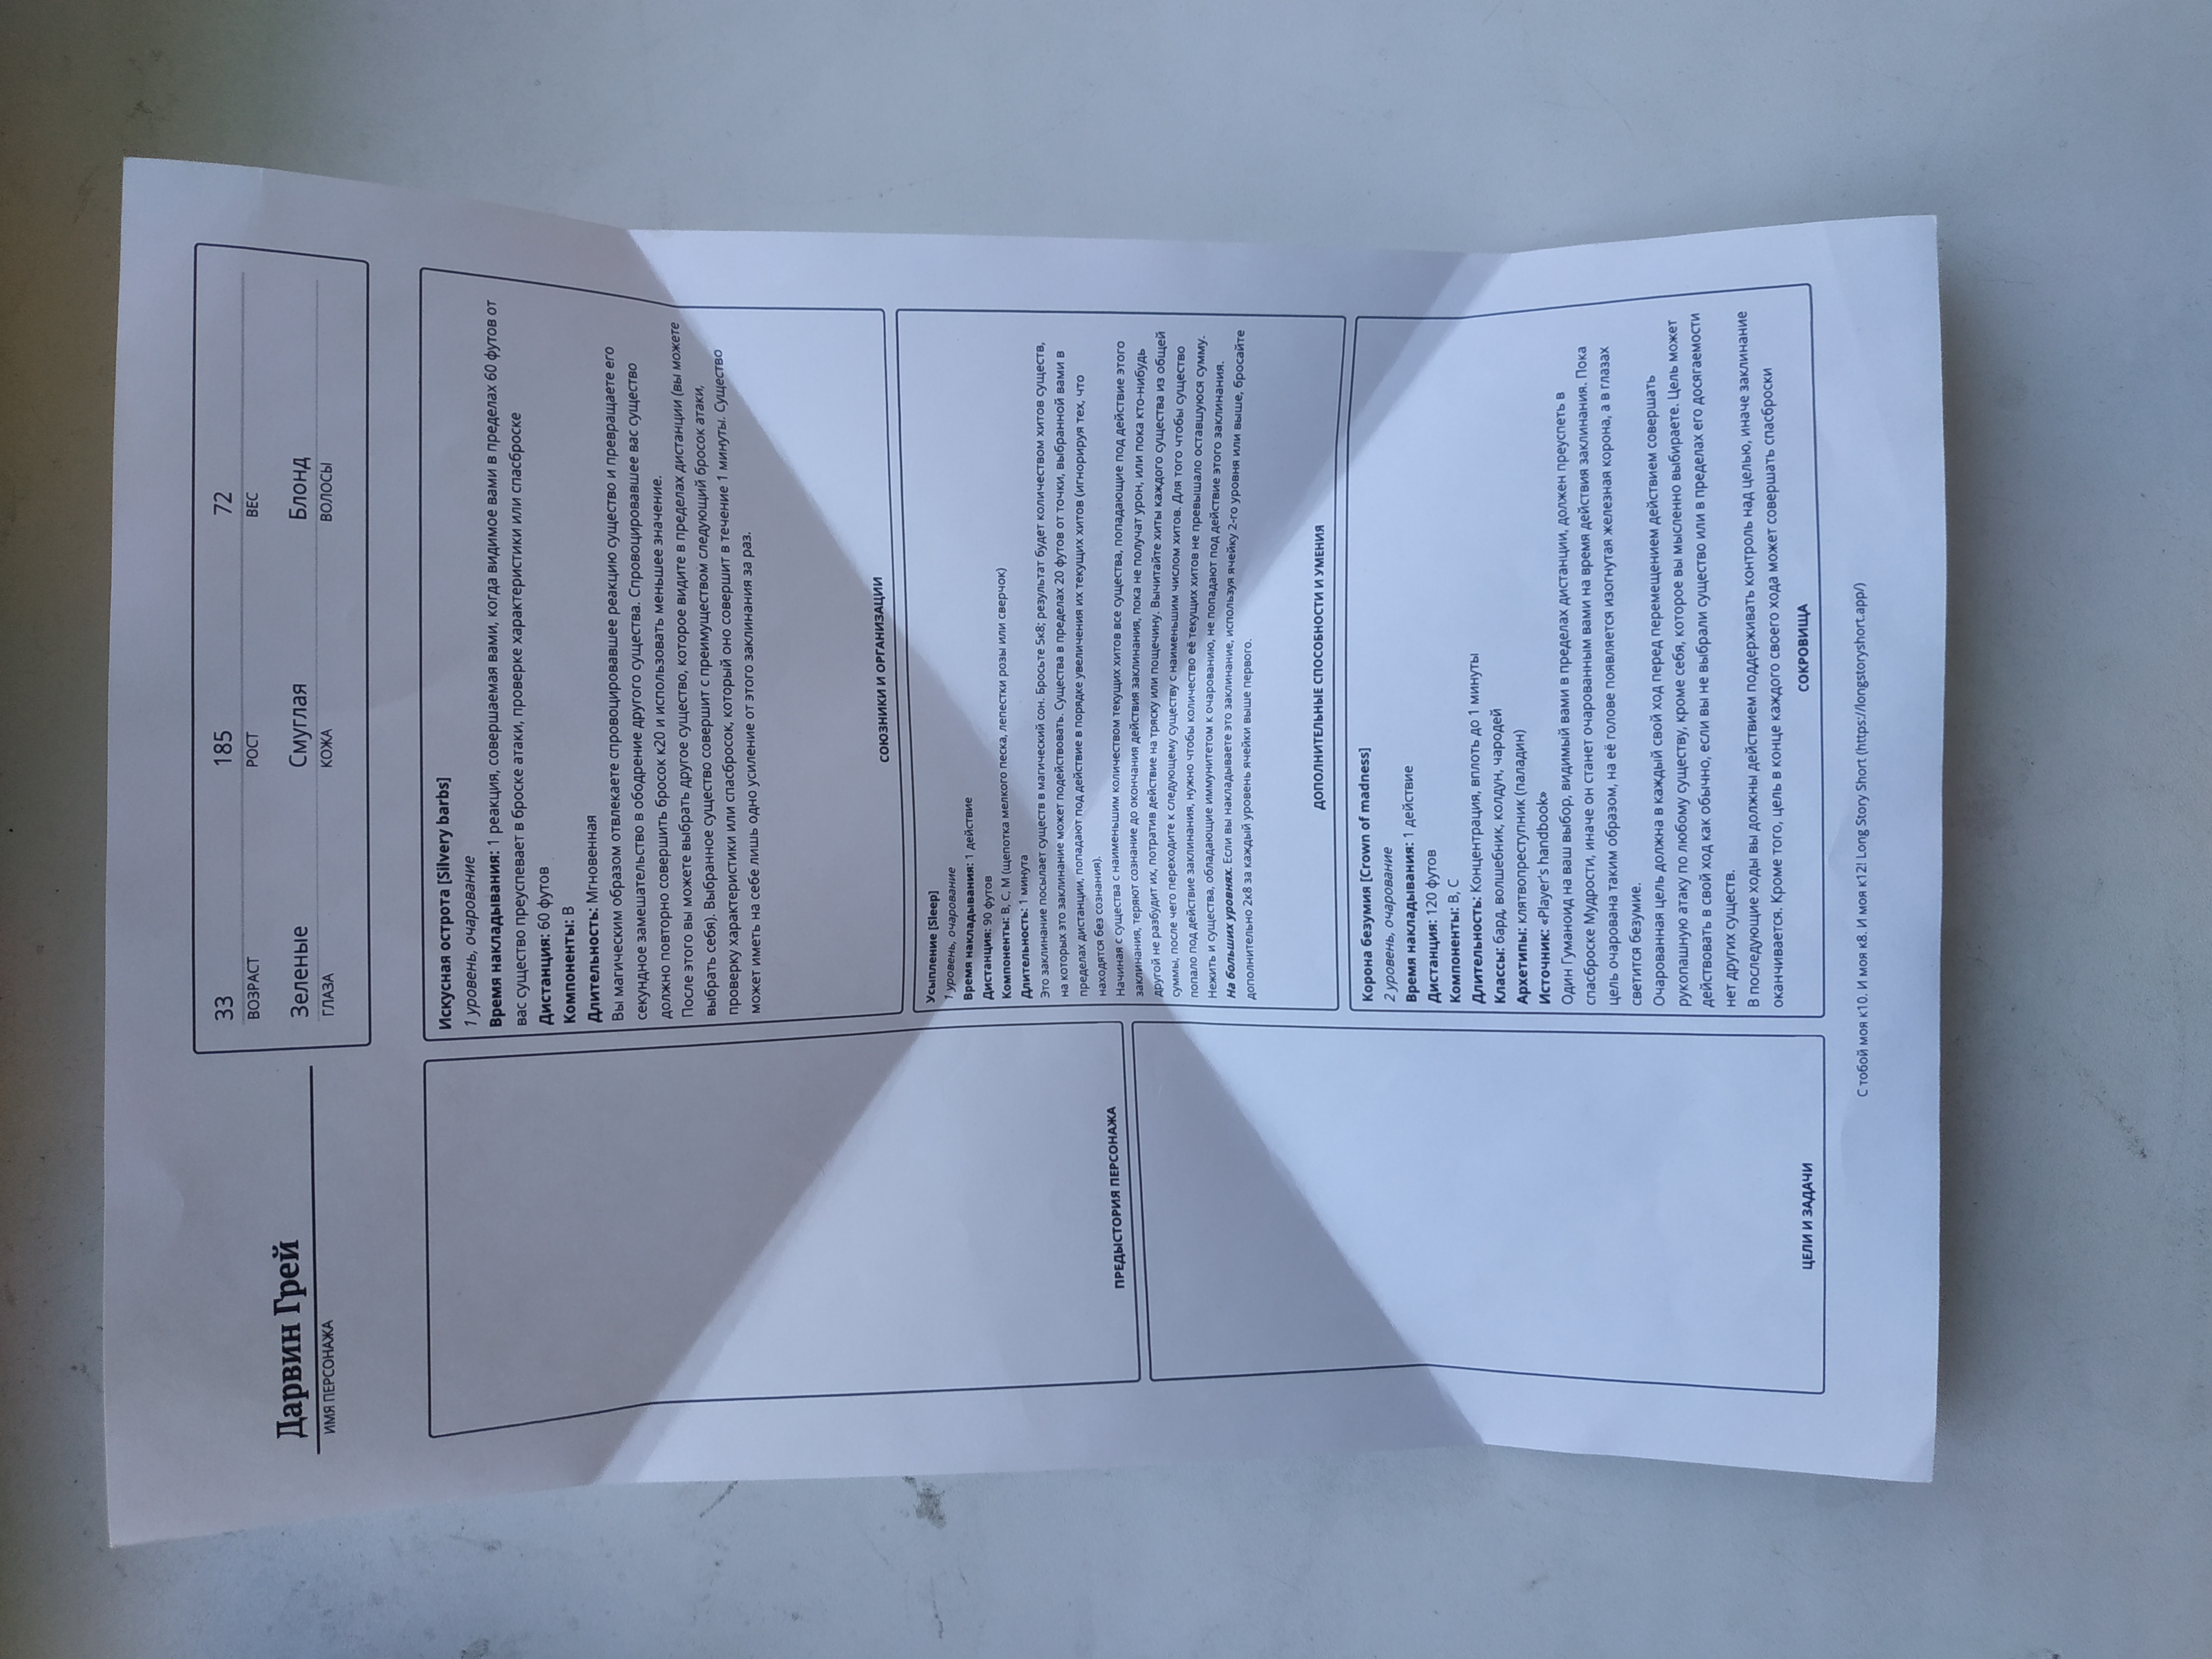 Дарвин Грей
ИМЯ ПЕРСОНАЖА
33 185 72
ВОЗРАСТ РОСТ ВЕС
Зеленые Смуглая Блонд
ГЛАЗА КОЖА ВОЛОСЫ
ПРЕДЫСТОРИЯ ПЕРСОНАЖА
ЦЕЛИ И ЗАДАЧИ
Искусная острота [Silvery barbs]
1 уровень, очарование
Время накладывания: 1 реакция, совершаемая вами, когда видимое вами в пределах 60 футов от
вас существо преуспевает в броске атаки, проверке характеристики или спасброске
Дистанция: 60 футов
Компоненты: В
Длительность: Мгновенная
Вы магическим образом отвлекаете спровоцировавшее реакцию существо и превращаете его
секундное замешательство в ободрение другого существа. Спровоцировавшее вас существо
должно повторно совершить бросок к20 и использовать меньшее значение.
После этого вы можете выбрать другое существо, которое видите в пределах дистанции (вы можете
выбрать себя). Выбранное существо совершит с преимуществом следующий бросок атаки,
проверку характеристики или спасбросок, который оно совершит в течение 1 минуты. Существо
может иметь на себе лишь одно усиление от этого заклинания за раз.
СОЮЗНИКИ И ОРГАНИЗАЦИИ
Усыпление [Sleep]
1 уровень, очарование
Время накладывания: 1 действие
Дистанция: 90 футов
Компоненты: В, С, М (щепотка мелкого песка, лепестки розы или сверчок)
Длительность: 1 минута
Это заклинание посылает существ в магический сон. Бросьте 5к8; результат будет количеством хитов существ,
на которых это заклинание может подействовать. Существа в пределах 20 футов от точки, выбранной вами в
пределах дистанции, попадают под действие в порядке увеличения их текущих хитов (игнорируя тех, что
находятся без сознания).
Начиная с существа с наименьшим количеством текущих хитов все существа, попадающие под действие этого
заклинания, теряют сознание до окончания действия заклинания, пока не получат урон, или пока кто-нибудь
другой не разбудит их, потратив действие на тряску или пощечину. Вычитайте хиты каждого существа из общей
суммы, после чего переходите к следующему существу с наименьшим числом хитов. Для того чтобы существо
попало под действие заклинания, нужно чтобы количество её текущих хитов не превышало оставшуюся сумму.
Нежить и существа, обладающие иммунитетом к очарованию, не попадают под действие этого заклинания.
На больших уровнях. Если вы накладываете это заклинание, используя ячейку 2-го уровня или выше, бросайте
дополнительно 2к8 за каждый уровень ячейки выше первого.
ДОПОЛНИТЕЛЬНЫЕ СПОСОБНОСТИ И УМЕНИЯ
Корона безумия [Crown of madness]
2 уровень, очарование
Время накладывания: 1 действие
Дистанция: 120 футов
Компоненты: В, С
Длительность: Концентрация, вплоть до 1 минуты
Классы: бард, волшебник, колдун, чародей
Архетипы: клятвопреступник (паладин)
Источник: «Player's handbook»
Один Гуманоид на ваш выбор, видимый вами в пределах дистанции, должен преуспеть в
спасброске Мудрости, иначе он станет очарованным вами на время действия заклинания. Пока
цель очарована таким образом, на её голове появляется изогнутая железная корона, а в глазах
светится безумие.
Очарованная цель должна в каждый свой ход перед перемещением действием совершать
рукопашную атаку по любому существу, кроме себя, которое вы мысленно выбираете. Цель может
действовать в свой ход как обычно, если вы не выбрали существо или в пределах его досягаемости
нет других существ.
В последующие ходы вы должны действием поддерживать контроль над целью, иначе заклинание
оканчивается. Кроме того, цель в конце каждого своего хода может совершать спасброски
СОКРОВИЩА
С тобой моя к10. И моя к8. И моя к12! Long Story Short (https://longstoryshort.app/)